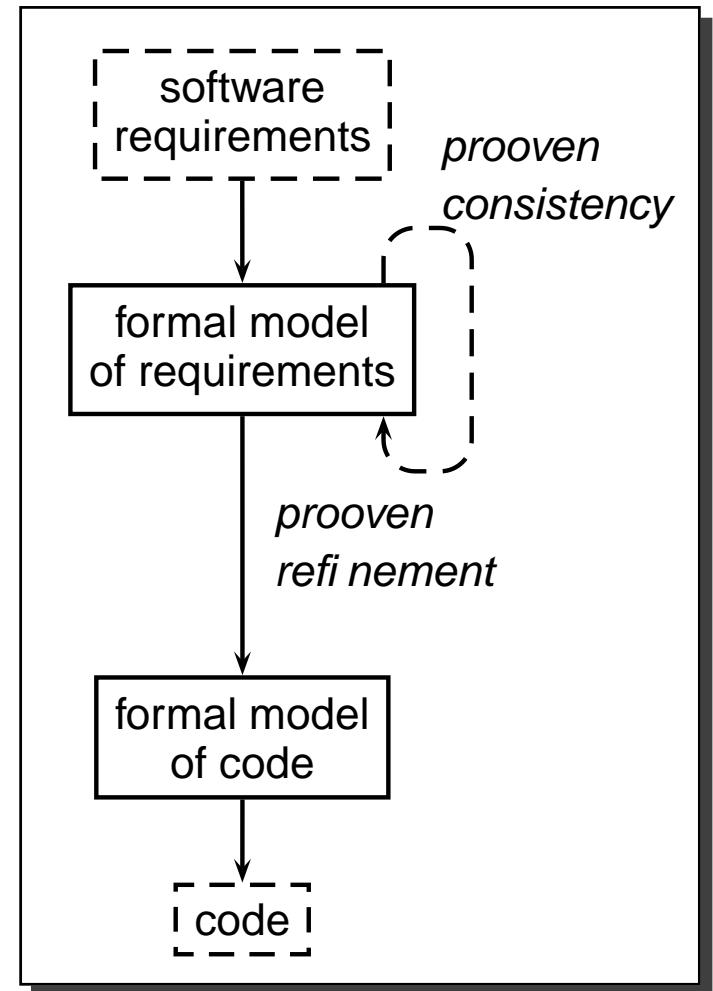 software
requirements
prooven
consistency
formal model
of requirements
prooven
refi nement
formal model
of code
code